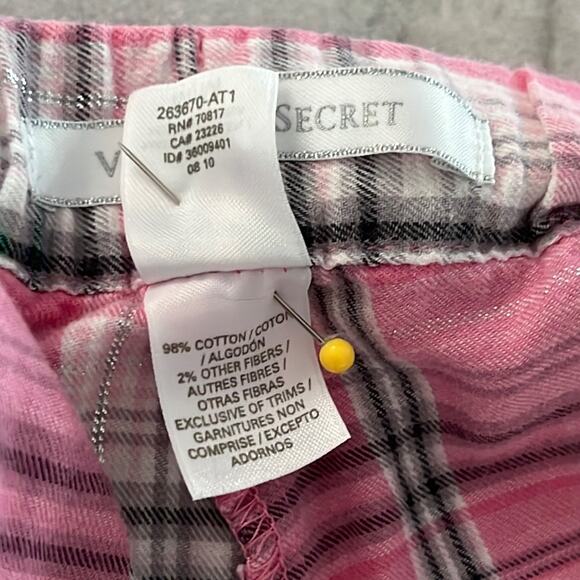 V SECRET
263670-AT1
RN# 70817
CA# 23226
ID# 36009401
08 10
98% COTTON / COTON
/ ALGODÓN
2% OTHER FIBERS /
AUTRES FIBRES /
OTRAS FIBRAS
EXCLUSIVE OF TRIMS /
GARNITURES NON
COMPRISE / EXCEPTO
ADORNOS